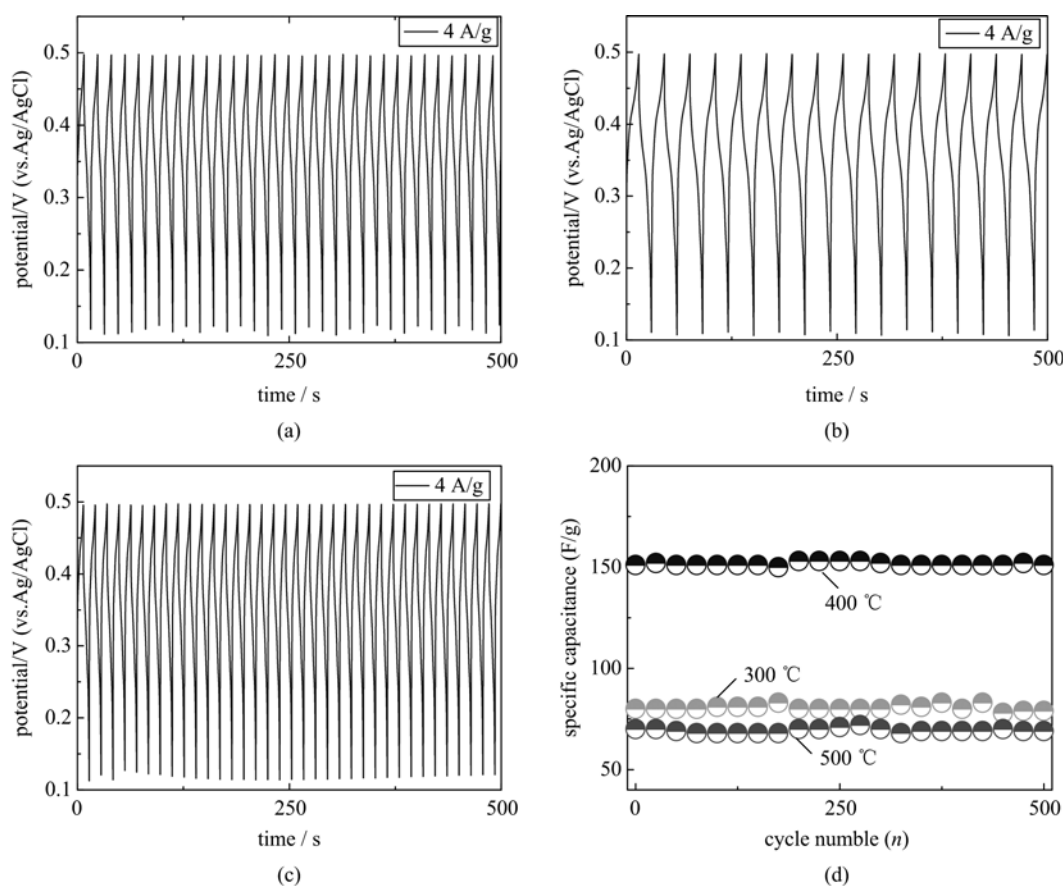 4 A/g
0.5
0.4
0.3
0.2
0.1
potential/V (vs.Ag/AgCl)
0
250
500
time / s
(a)
4 A/g
0.5
0.4
0.3
0.2
0.1
potential/V (vs.Ag/AgCl)
0
250
500
time / s
(b)
4 A/g
0.5
0.4
0.3
0.2
0.1
potential/V (vs.Ag/AgCl)
0
250
500
time / s
(c)
200
150
100
50
specific capacitance (F/g)
400 ℃
300 ℃
500 ℃
0
250
500
cycle numble (n)
(d)